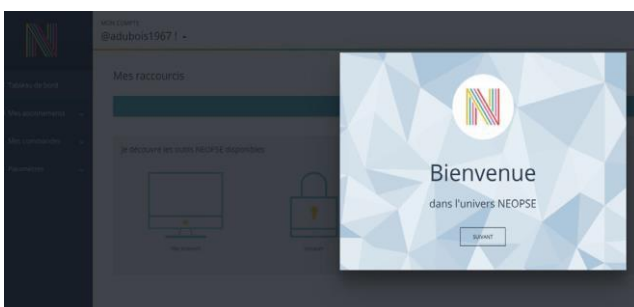 MON COMPTE
@adubois1967 !
Tableau de bord
Mes abonnements
Mes commandes
Paramètres
Mes raccourcis
Je découvre les outils NEOPSE disponibles
Bienvenue
dans l'univers NEOPSE
SUIVANT